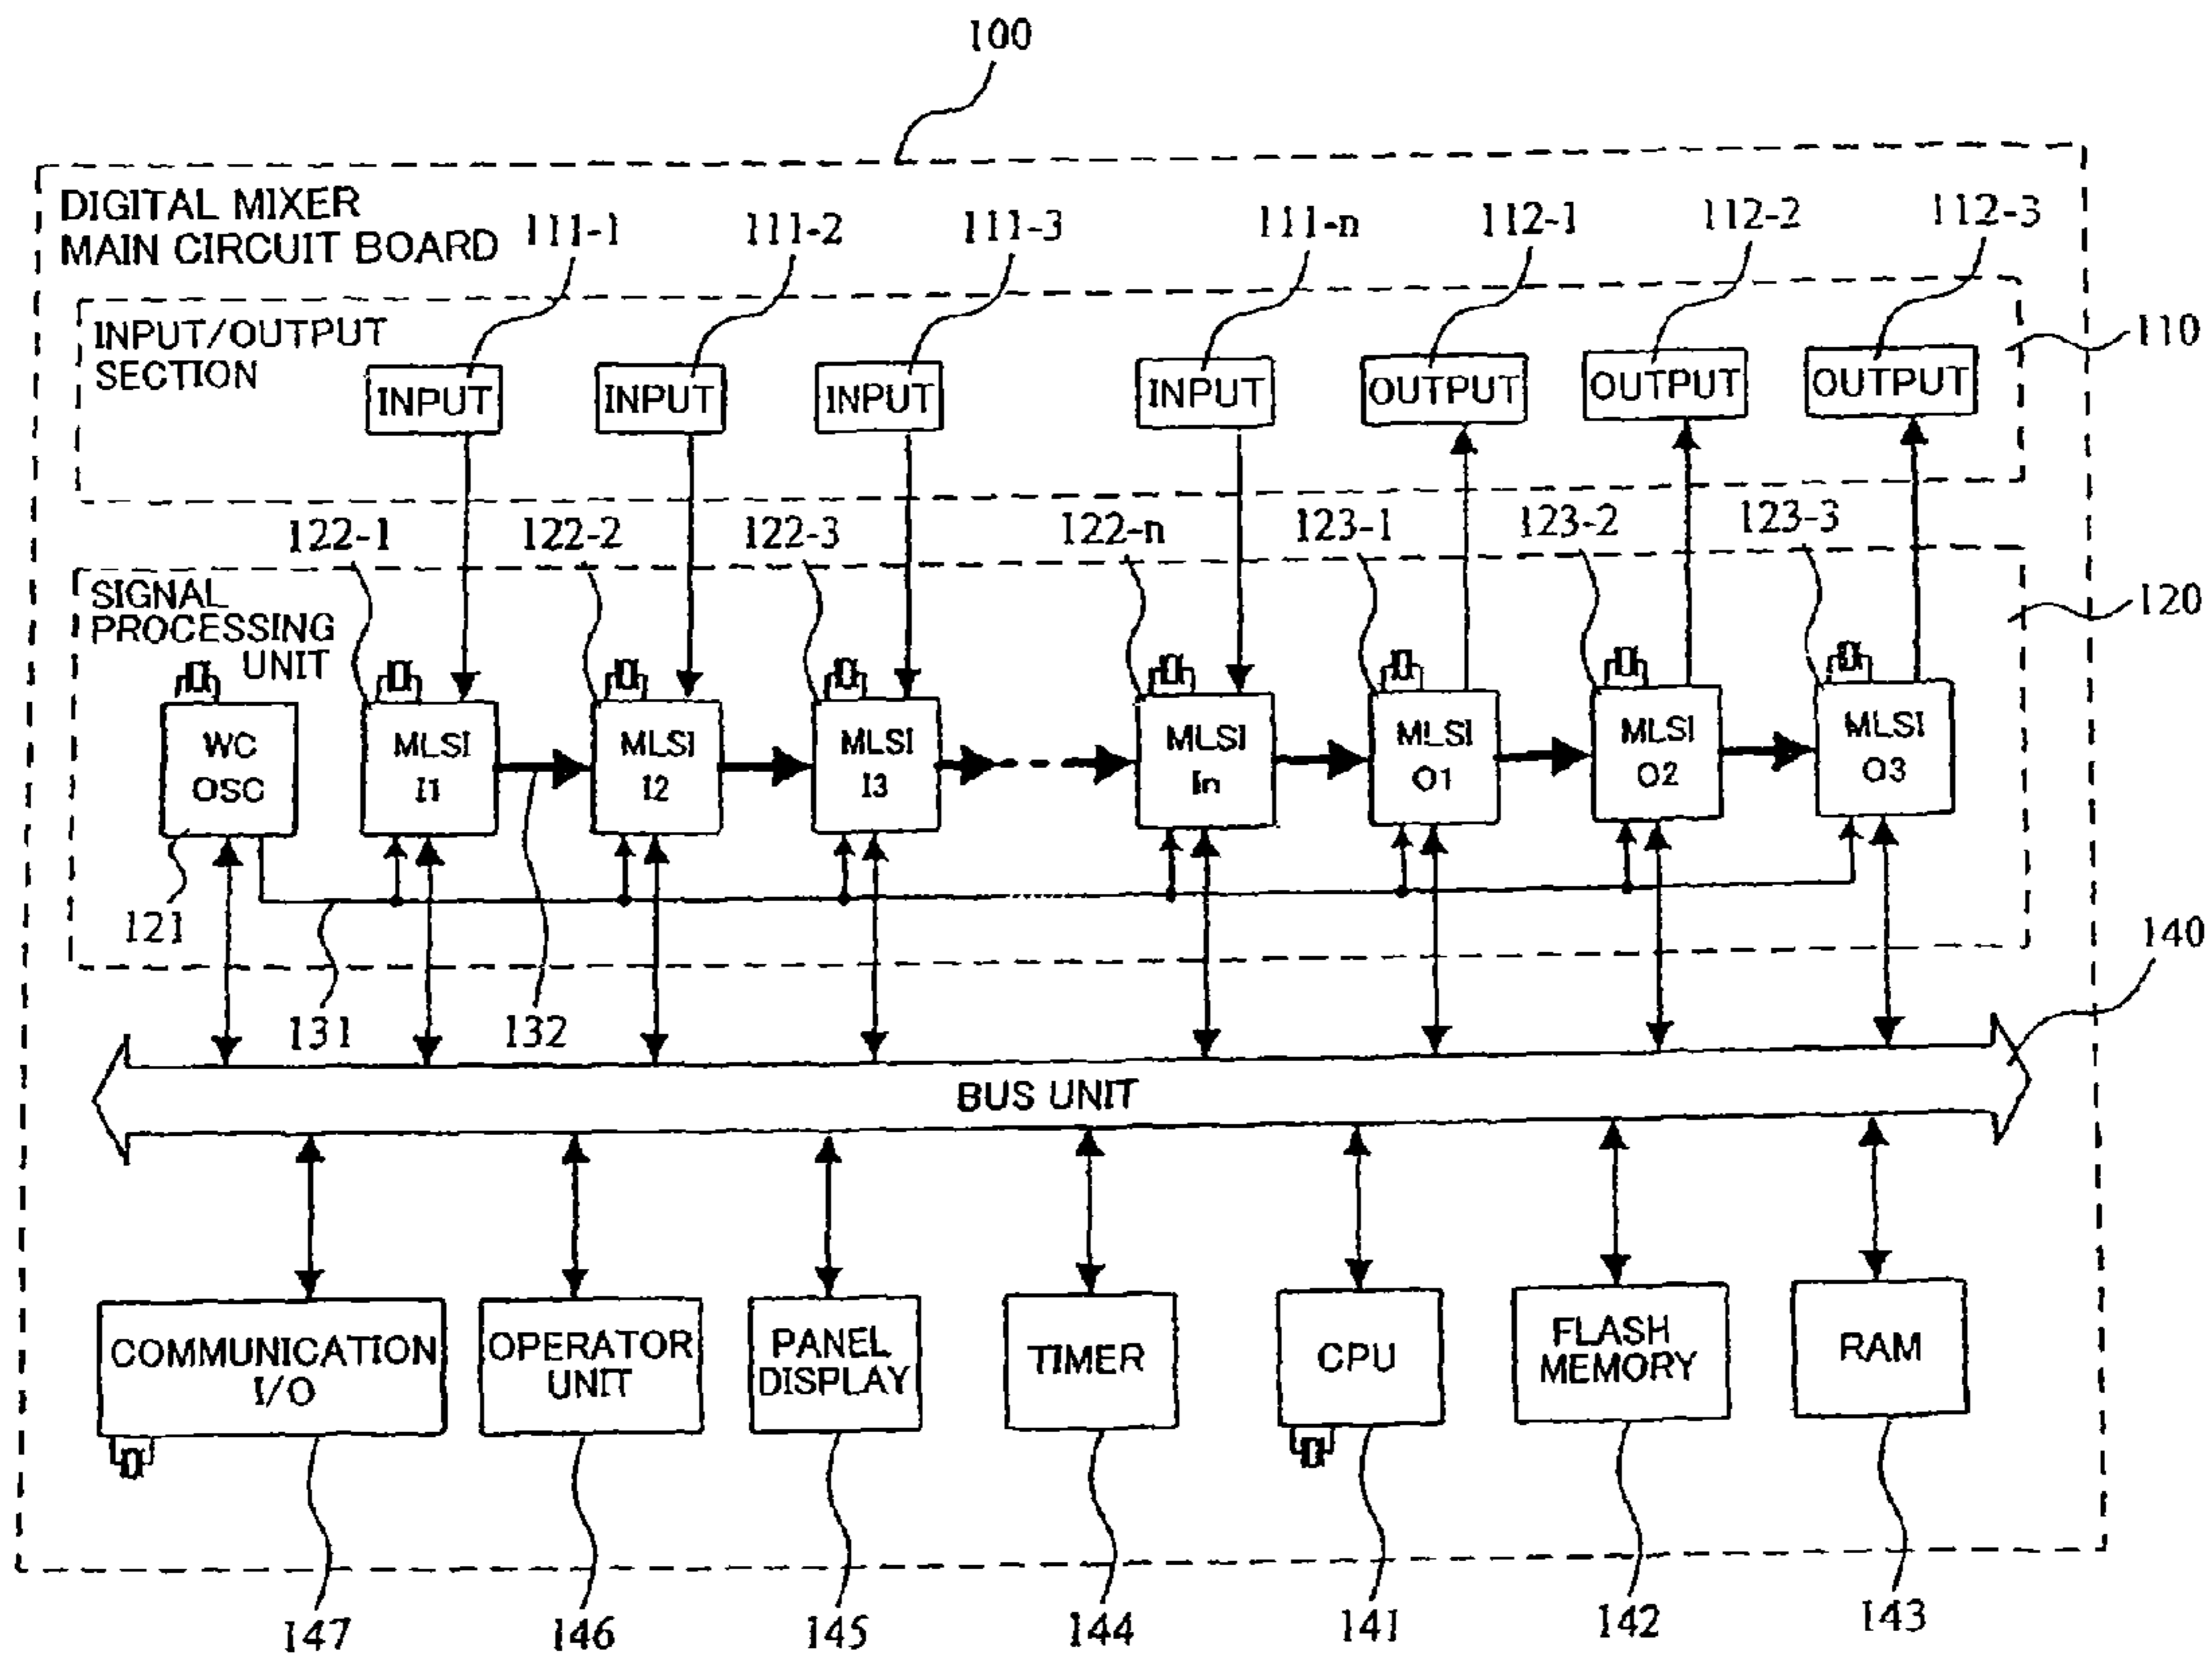 100
DIGITAL MIXER
MAIN CIRCUIT BOARD
111-1
111-2
111-3
111-n
112-1
112-2
112-3
INPUT/OUTPUT
SECTION
110
INPUT
INPUT
INPUT
INPUT
OUTPUT
OUTPUT
OUTPUT
122-1
122-2
122-3
122-n
123-1
123-2
123-3
SIGNAL
PROCESSING
UNIT
120
WC
OSC
MLSI
I1
MLSI
I2
MLSI
I3
MLSI
In
MLSI
O1
MLSI
O2
MLSI
O3
121
131
132
140
BUS UNIT
COMMUNICATION
I/O
OPERATOR
UNIT
PANEL
DISPLAY
TIMER
CPU
FLASH
MEMORY
RAM
147
146
145
144
141
142
143